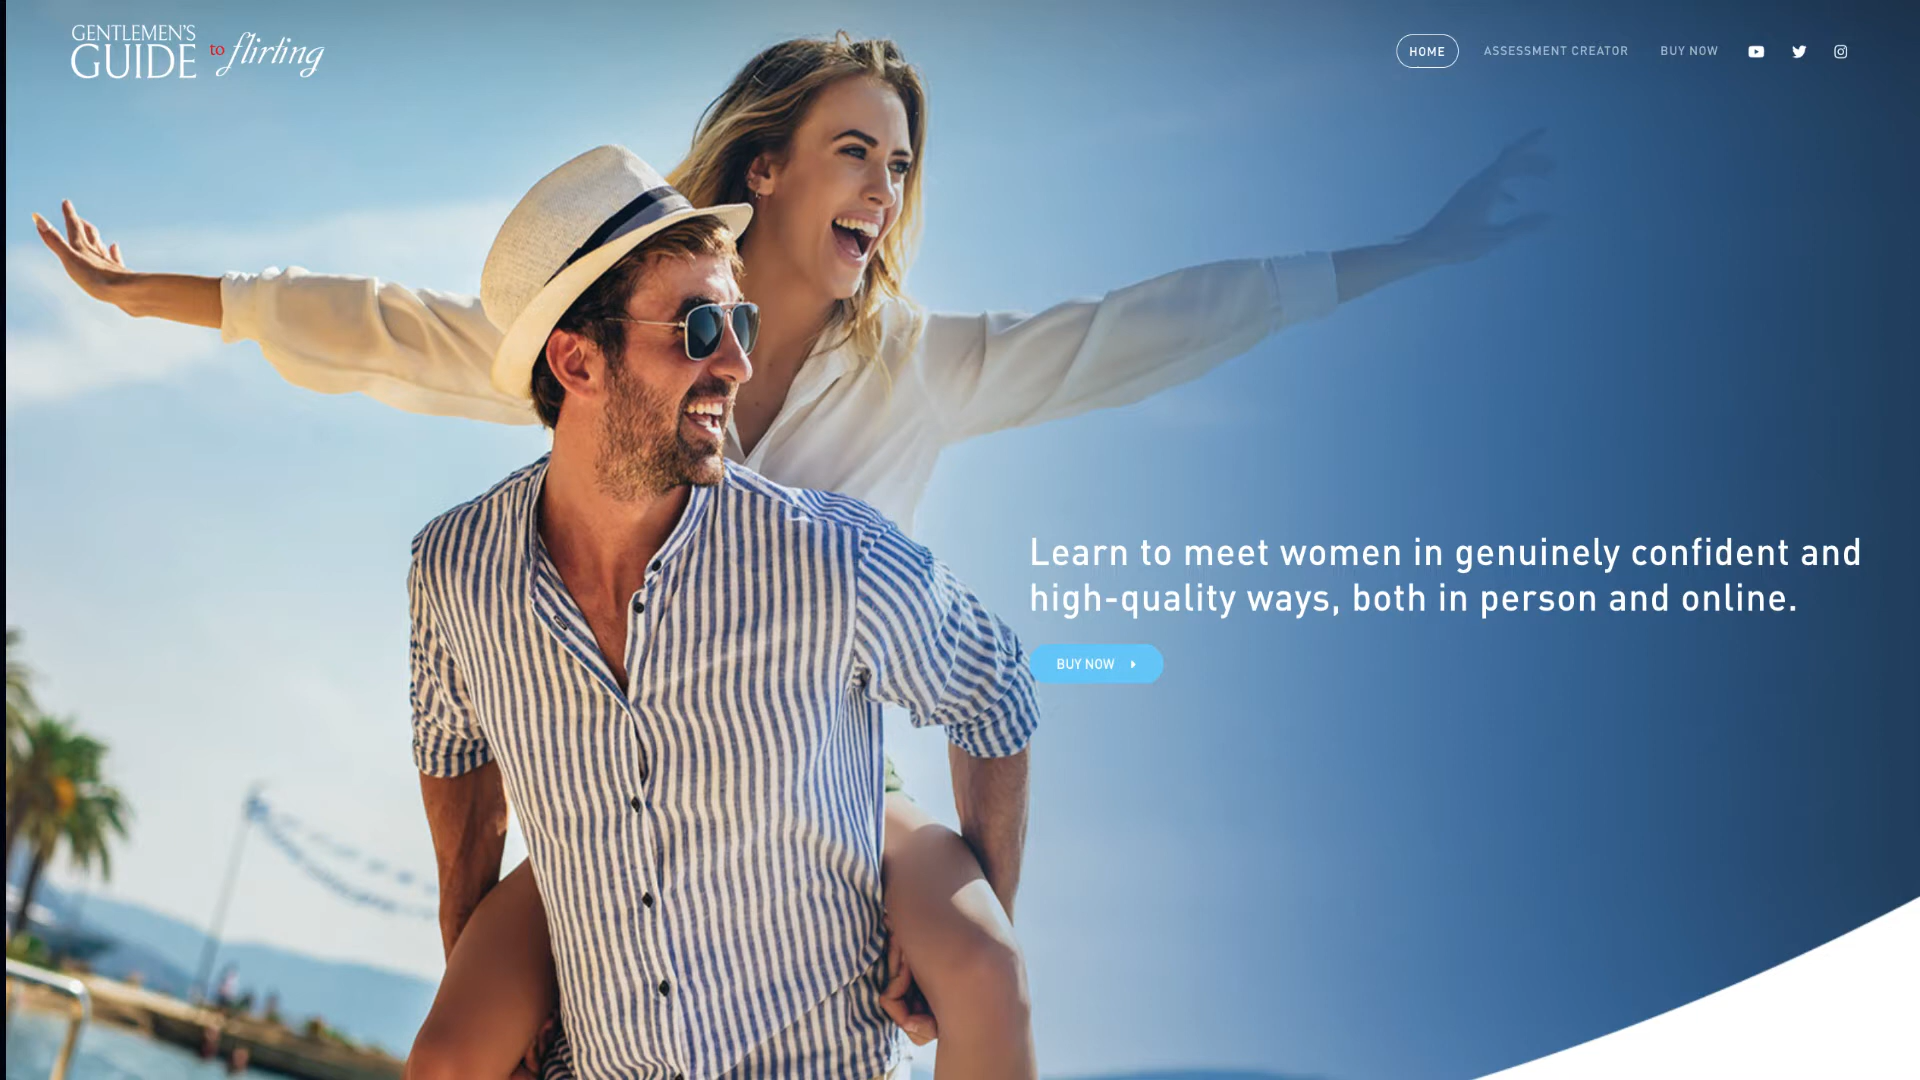 GENTLEMEN'S
GUIDE to flirting
HOME
ASSESSMENT CREATOR
BUY NOW
Learn to meet women in genuinely confident and
high-quality ways, both in person and online.
BUY NOW